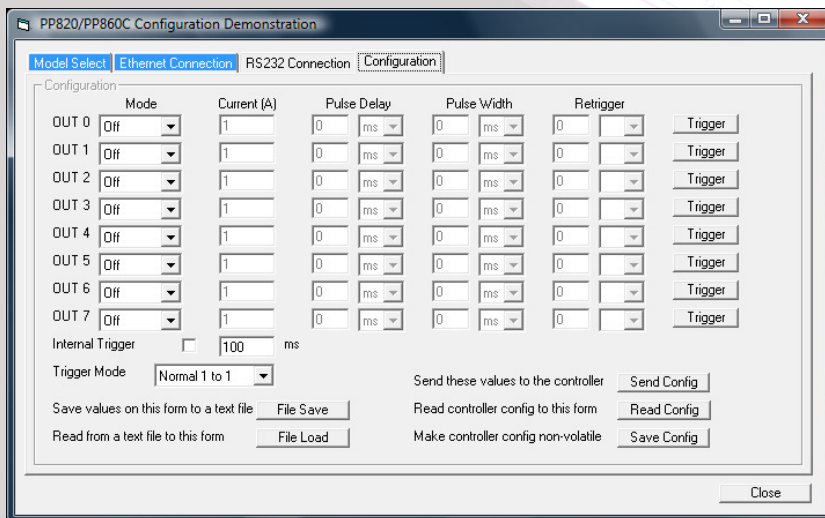 PP820/PP860C Configuration Demonstration
Model Select Ethernet Connection RS232 Connection Configuration
Configuration
Mode Current (A) Pulse Delay Pulse Width Retrigger
OUT 0 Off 1 0 ms 0 ms 0 Trigger
OUT 1 Off 1 0 ms 0 ms 0 Trigger
OUT 2 Off 1 0 ms 0 ms 0 Trigger
OUT 3 Off 1 0 ms 0 ms 0 Trigger
OUT 4 Off 1 0 ms 0 ms 0 Trigger
OUT 5 Off 1 0 ms 0 ms 0 Trigger
OUT 6 Off 1 0 ms 0 ms 0 Trigger
OUT 7 Off 1 0 ms 0 ms 0 Trigger
Internal Trigger 100 ms
Trigger Mode Normal 1 to 1
Send these values to the controller Send Config
Save values on this form to a text file File Save
Read controller config to this form Read Config
Read from a text file to this form File Load
Make controller config non-volatile Save Config
Close